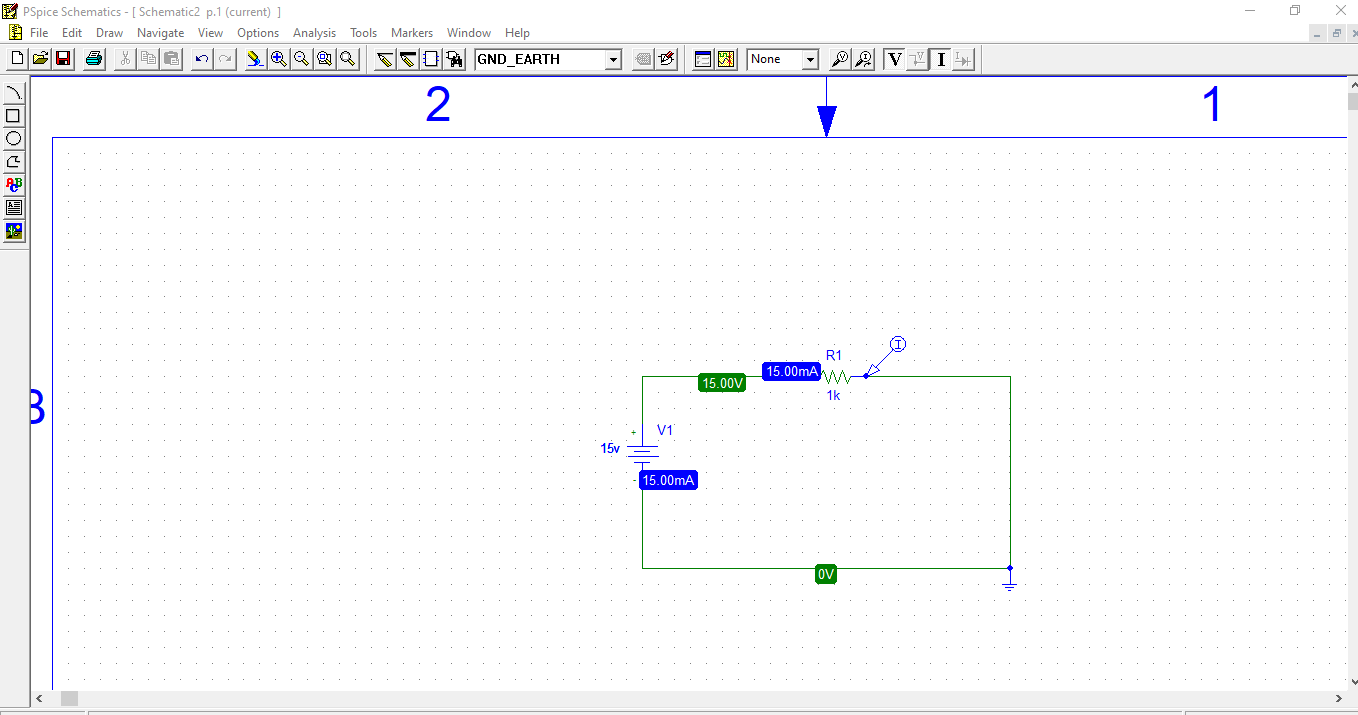 PSpice Schematics - [ Schematic2 p.1 (current) ]
File Edit Draw Navigate View Options Analysis Tools Markers Window Help
GND_EARTH None V V I I
ABC
A
2 1
3
R1
15.00mA
15.00V
1k
V1
+
15v
-
15.00mA
0V
I